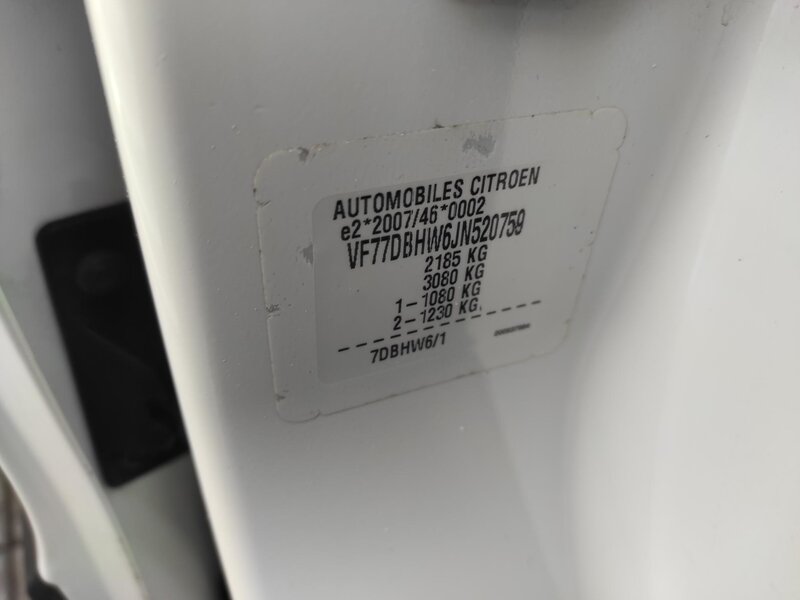 AUTOMOBILES CITROEN
e2*2007/46*0002
VF77DBHW6JN520759
2185 KG
3080 KG
1-1080 KG
2-1230 KG
7DBHW6/1